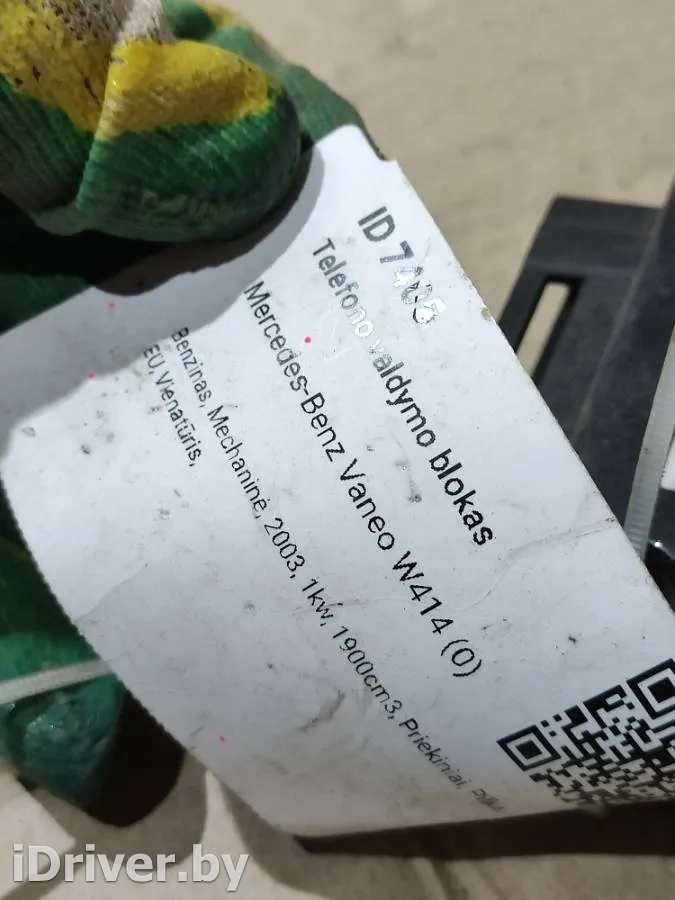 ID 7405
Telefono valdymo blokas
Mercedes-Benz Vaneo W414 (0)
Benzinas, Mechaninė, 2003, 1kw, 1900cm3, Priekiniai,
EU, Vienatūris,
iDriver.by